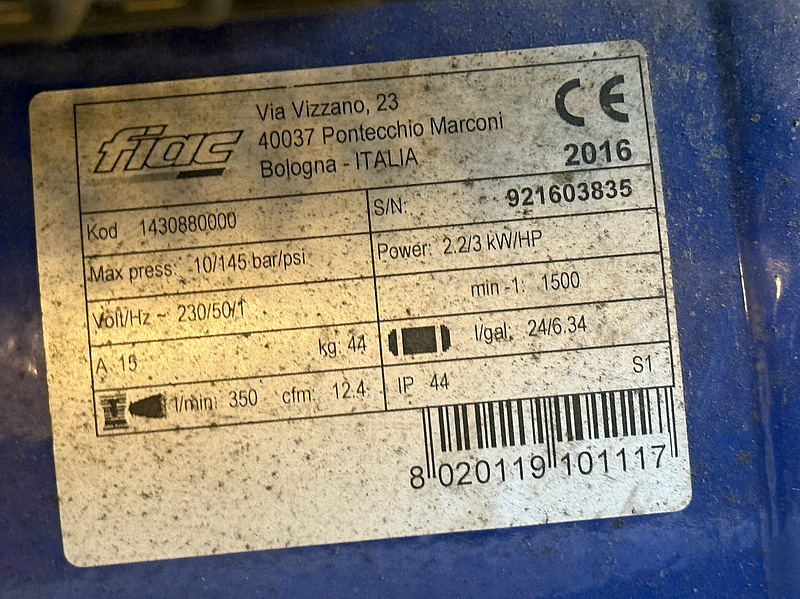 fiac
Via Vizzano, 23
40037 Pontecchio Marconi
Bologna - ITALIA
CE
2016
Kod 1430880000
S/N: 921603835
Max press: 10/145 bar/psi
Power: 2.2/3 kW/HP
Volt/Hz ~ 230/50/1
min -1: 1500
A 15 kg: 44
l/gal: 24/6.34
l/min: 350 cfm: 12.4
IP 44 S1
8 020119 101117